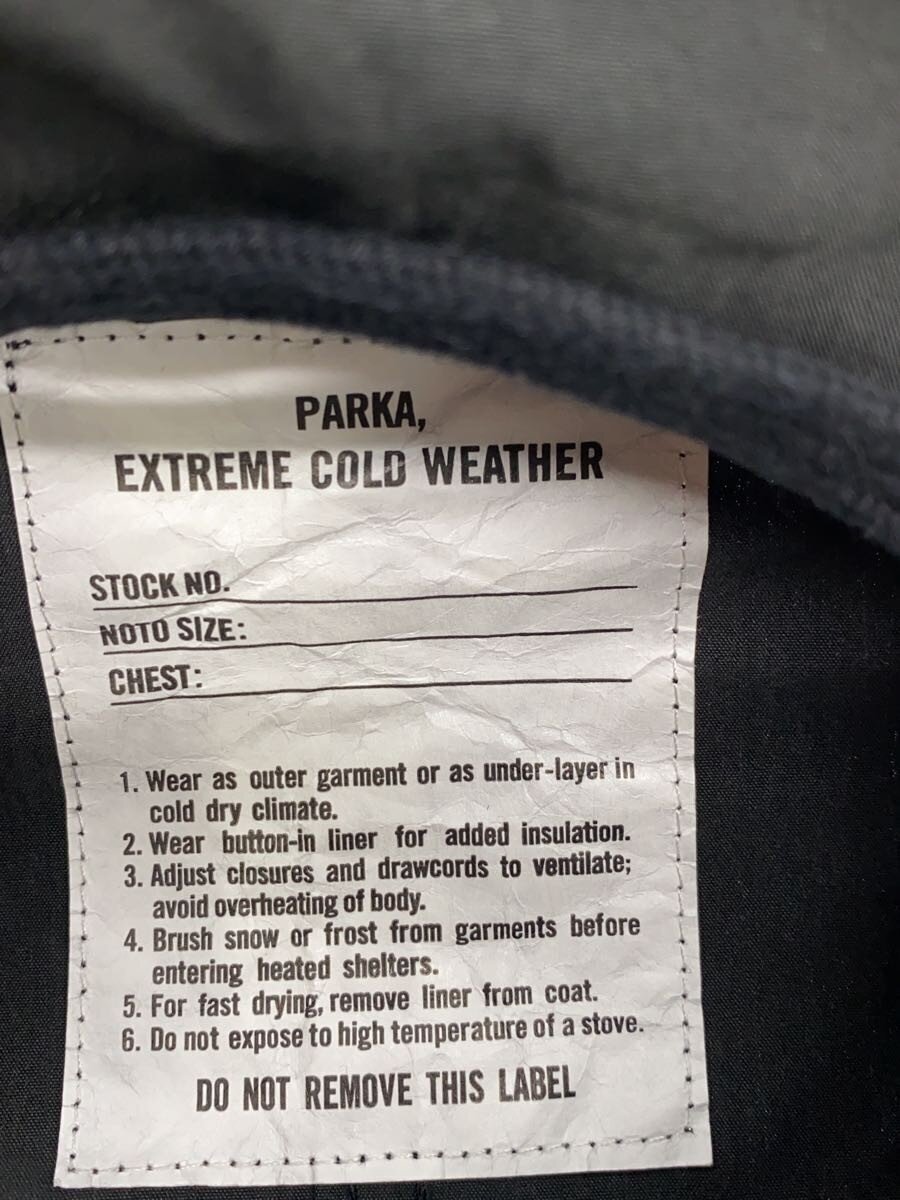 PARKA,
EXTREME COLD WEATHER
STOCK NO.
NOTO SIZE:
CHEST:
1. Wear as outer garment or as under-layer in
cold dry climate.
2. Wear button-in liner for added insulation.
3. Adjust closures and drawcords to ventilate;
avoid overheating of body.
4. Brush snow or frost from garments before
entering heated shelters.
5. For fast drying, remove liner from coat.
6. Do not expose to high temperature of a stove.
DO NOT REMOVE THIS LABEL